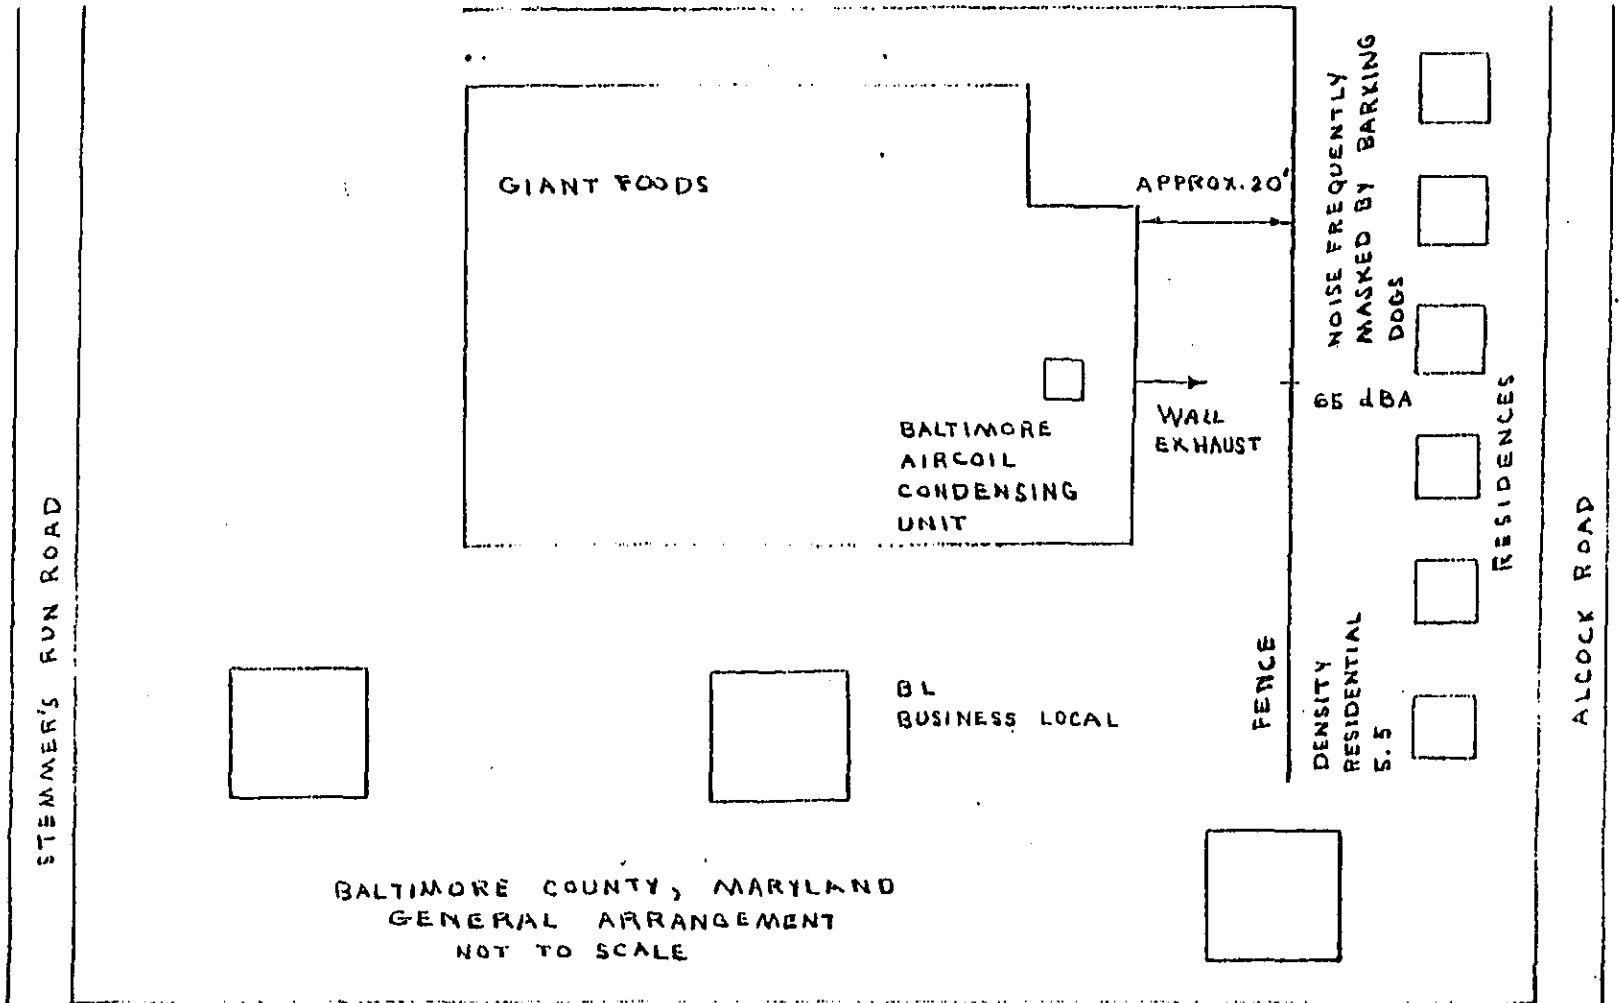 GIANT FOODS
APPROX. 20'
NOISE FREQUENTLY
MASKED BY BARKING
DOGS
65 dBA
WALL
EXHAUST
BALTIMORE
AIRCOIL
CONDENSING
UNIT
RESIDENCES
STEMMER'S RUN ROAD
ALCOCK ROAD
FENCE
DENSITY
RESIDENTIAL
5.5
BL
BUSINESS LOCAL
BALTIMORE COUNTY, MARYLAND
GENERAL ARRANGEMENT
NOT TO SCALE